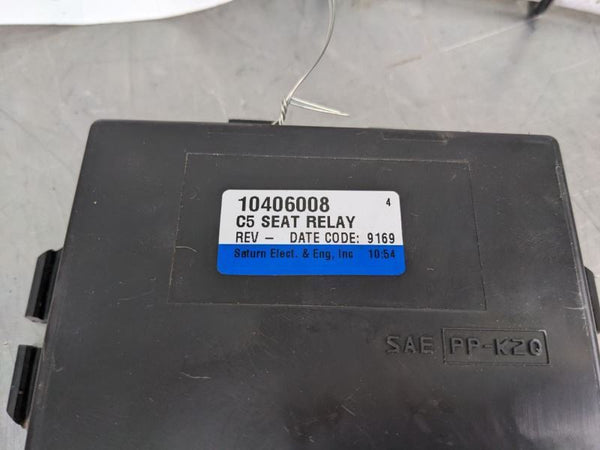 10406008 4
C5 SEAT RELAY
REV – DATE CODE: 9169
Saturn Elect. & Eng, Inc 10:54
SAE PP-K20